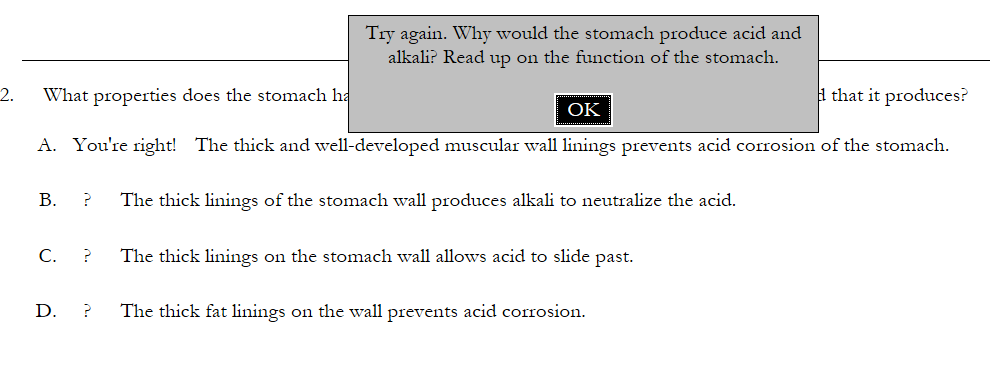 Try again. Why would the stomach produce acid and
alkali? Read up on the function of the stomach.
OK
2. What properties does the stomach that it produces?
A. You're right! The thick and well-developed muscular wall linings prevents acid corrosion of the stomach.
B. ? The thick linings of the stomach wall produces alkali to neutralize the acid.
C. ? The thick linings on the stomach wall allows acid to slide past.
D. ? The thick fat linings on the wall prevents acid corrosion.